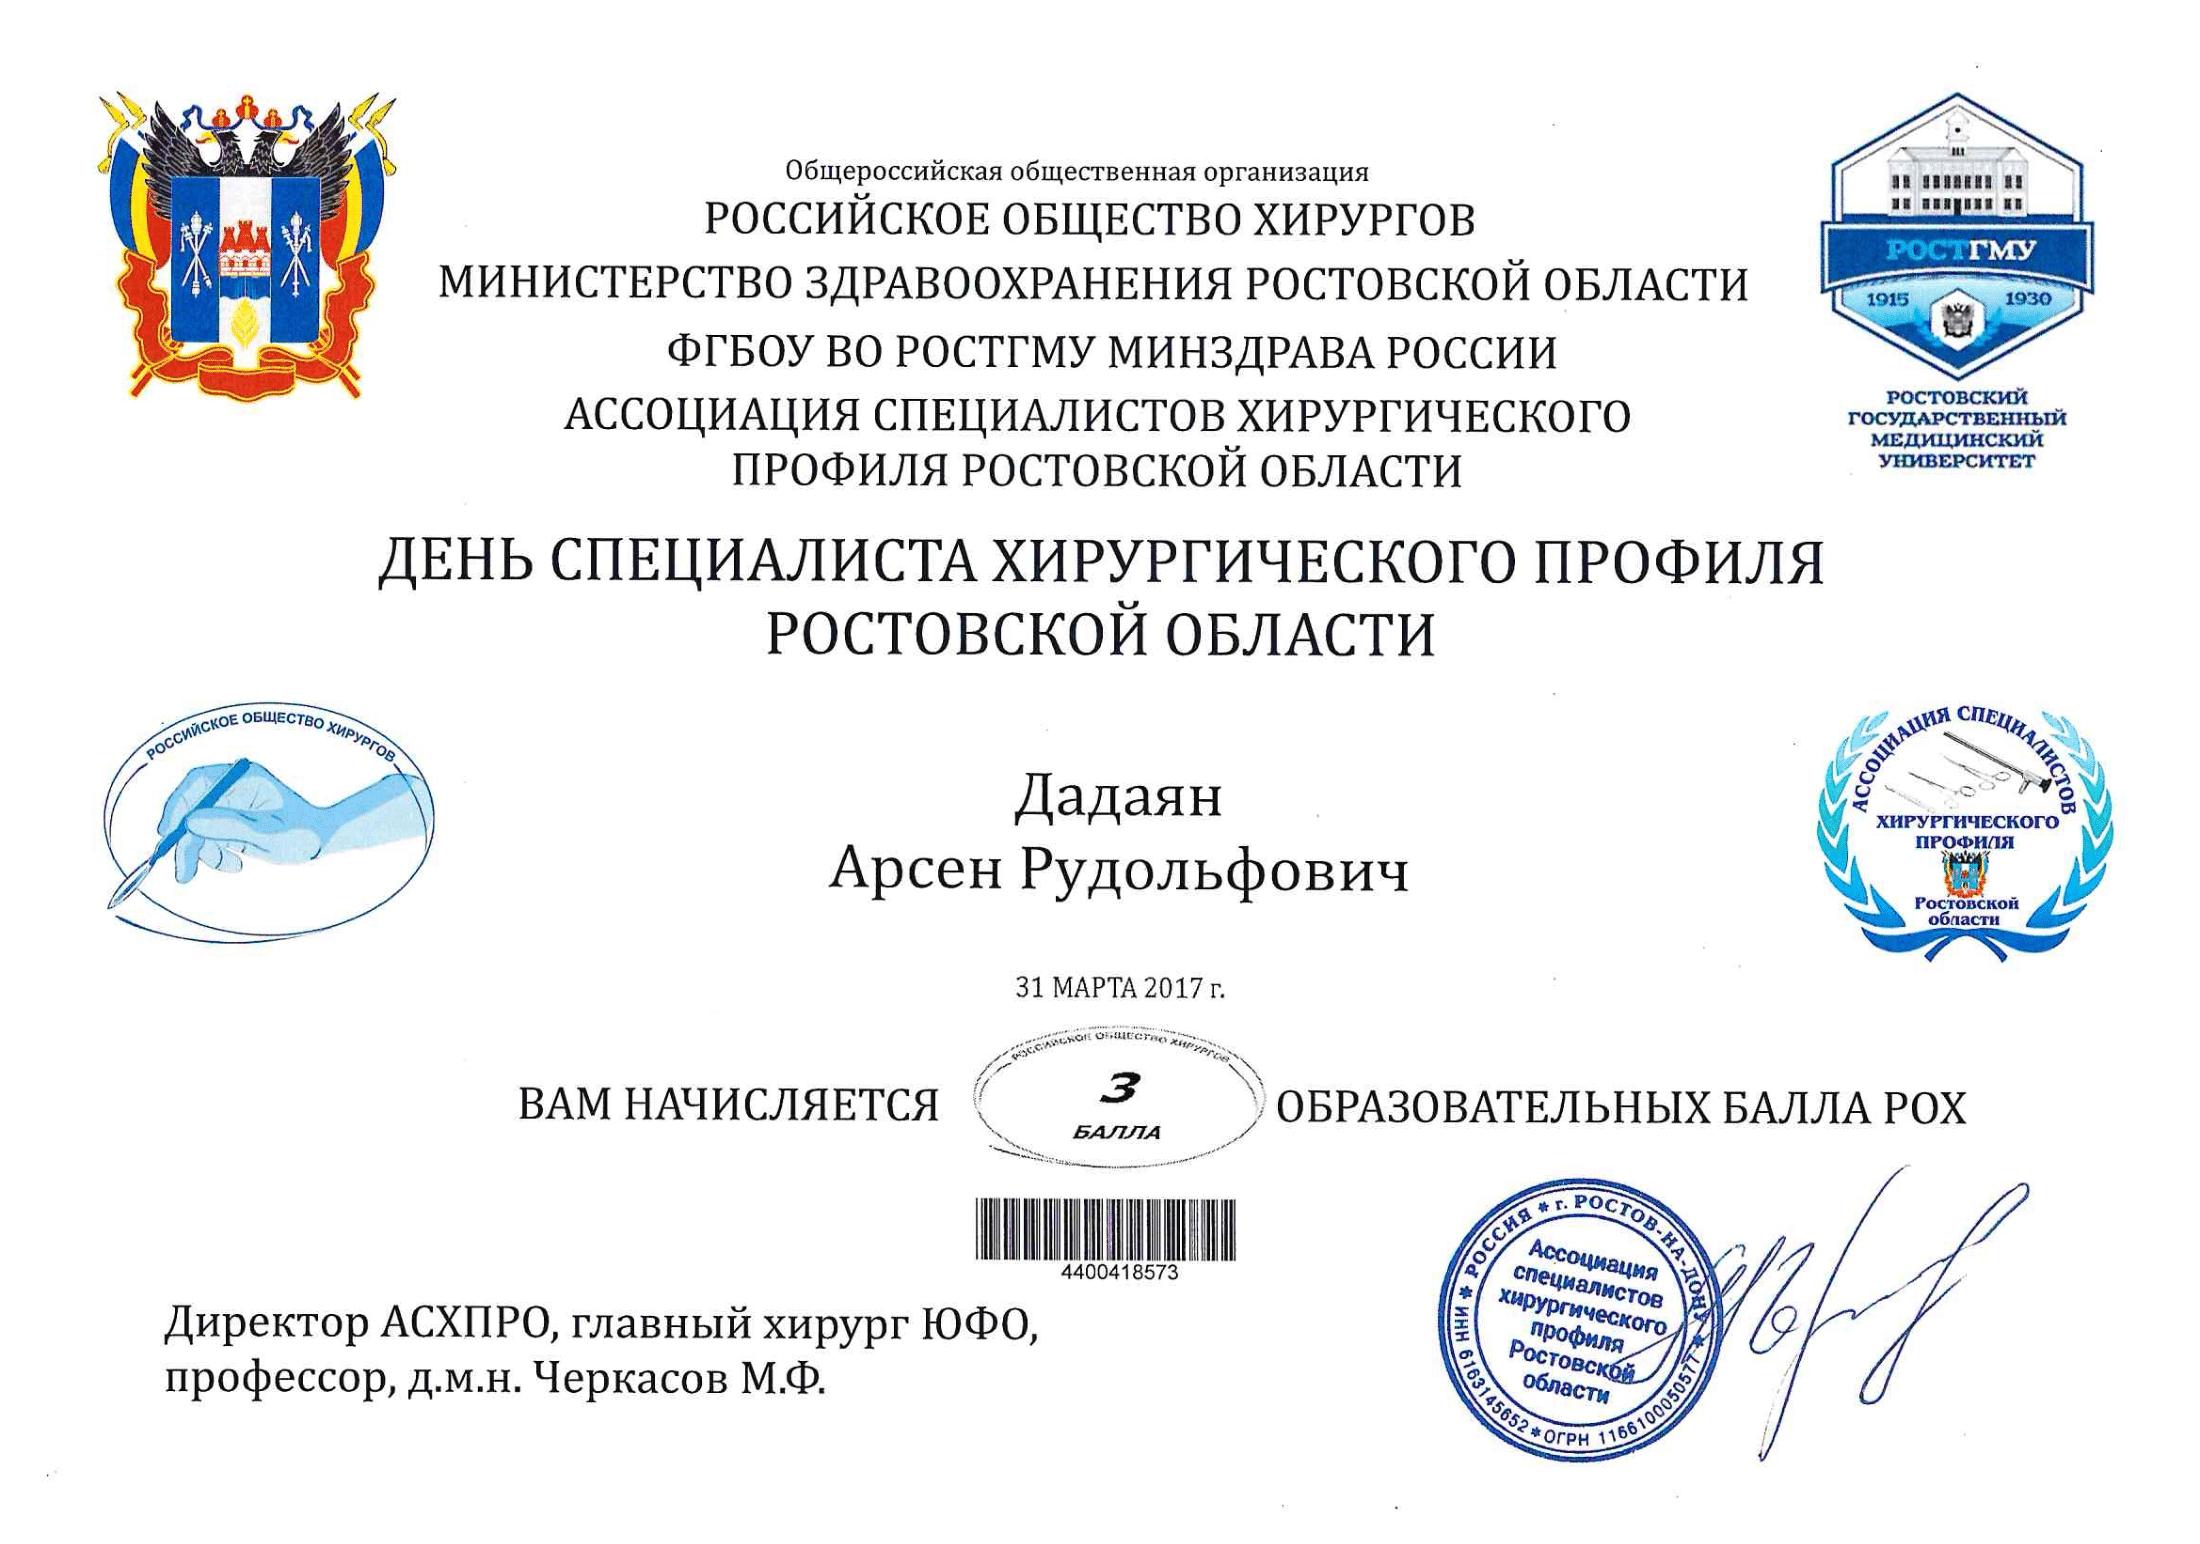 Общероссийская общественная организация
РОССИЙСКОЕ ОБЩЕСТВО ХИРУРГОВ
МИНИСТЕРСТВО ЗДРАВООХРАНЕНИЯ РОСТОВСКОЙ ОБЛАСТИ
ФГБОУ ВО РОСТГМУ МИНЗДРАВА РОССИИ
АССОЦИАЦИЯ СПЕЦИАЛИСТОВ ХИРУРГИЧЕСКОГО
ПРОФИЛЯ РОСТОВСКОЙ ОБЛАСТИ
РОСТГМУ
1915 1930
РОСТОВСКИЙ
ГОСУДАРСТВЕННЫЙ
МЕДИЦИНСКИЙ
УНИВЕРСИТЕТ
ДЕНЬ СПЕЦИАЛИСТА ХИРУРГИЧЕСКОГО ПРОФИЛЯ
РОСТОВСКОЙ ОБЛАСТИ
РОССИЙСКОЕ ОБЩЕСТВО ХИРУРГОВ
Дадаян
Арсен Рудольфович
АССОЦИАЦИЯ СПЕЦИАЛИСТОВ
ХИРУРГИЧЕСКОГО
ПРОФИЛЯ
Ростовской
области
31 МАРТА 2017 г.
РОССИЙСКОЕ ОБЩЕСТВО ХИРУРГОВ
ВАМ НАЧИСЛЯЕТСЯ 3 ОБРАЗОВАТЕЛЬНЫХ БАЛЛА РОХ
БАЛЛА
4400418573
Директор АСХПРО, главный хирург ЮФО,
профессор, д.м.н. Черкасов М.Ф.
* РОССИЯ * г. РОСТОВ-НА-ДОНУ * ИНН 6163145652 * ОГРН 1166100050577
Ассоциация
специалистов
хирургического
профиля
Ростовской
области